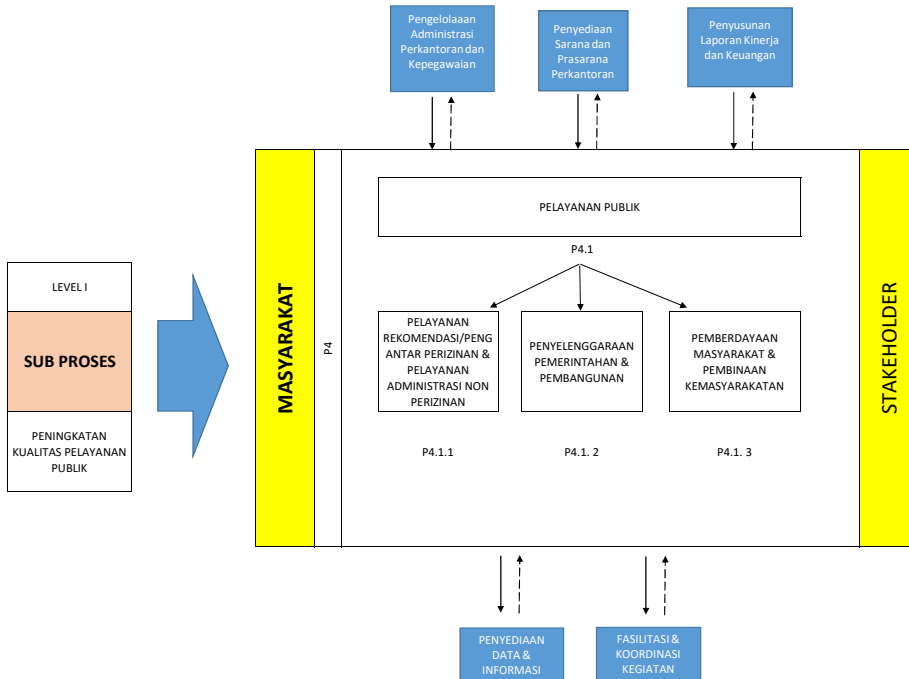 Pengelolaaan
Administrasi
Perkantoran dan
Kepegawaian
Penyediaan
Sarana dan
Prasarana
Perkantoran
Penyusunan
Laporan Kinerja
dan Keuangan
LEVEL I
SUB PROSES
PENINGKATAN
KUALITAS PELAYANAN
PUBLIK
MASYARAKAT
P4
PELAYANAN PUBLIK
P4.1
PELAYANAN
REKOMENDASI/PENG
ANTAR PERIZINAN &
PELAYANAN
ADMINISTRASI NON
PERIZINAN
PENYELENGGARAAN
PEMERINTAHAN &
PEMBANGUNAN
PEMBERDAYAAN
MASYARAKAT &
PEMBINAAN
KEMASYARAKATAN
P4.1.1
P4.1. 2
P4.1. 3
STAKEHOLDER
PENYEDIAAN
DATA &
INFORMASI
FASILITASI &
KOORDINASI
KEGIATAN